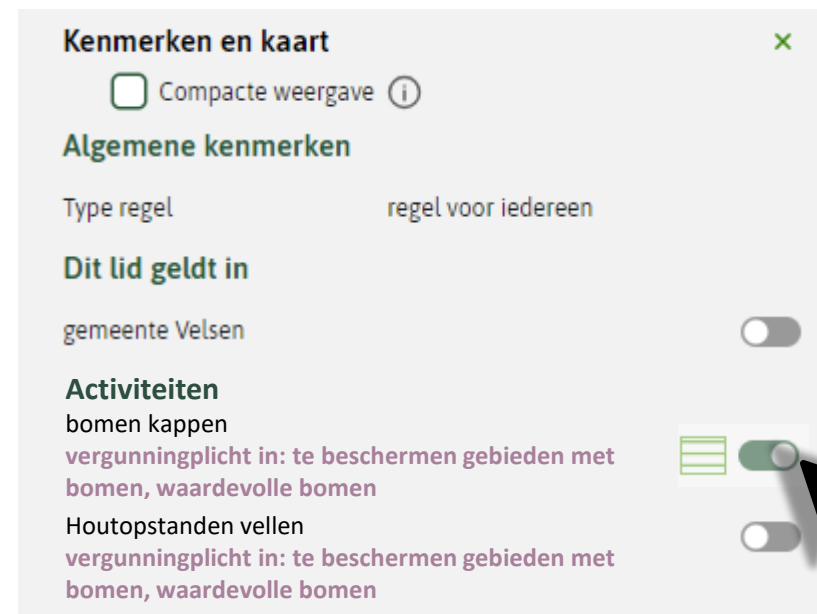 Kenmerken en kaart
Compacte weergave
Algemene kenmerken
Type regel regel voor iedereen
Dit lid geldt in
gemeente Velsen
Activiteiten
bomen kappen
vergunningplicht in: te beschermen gebieden met
bomen, waardevolle bomen
Houtopstanden vellen
vergunningplicht in: te beschermen gebieden met
bomen, waardevolle bomen